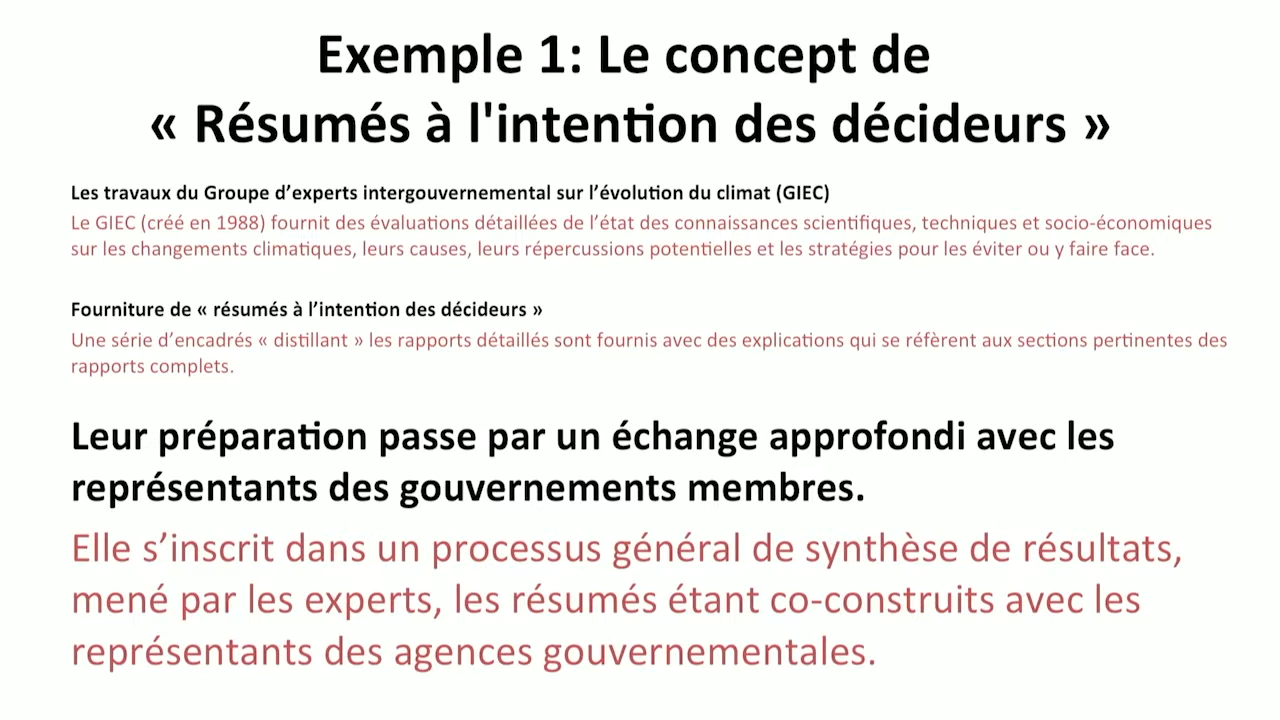 Exemple 1: Le concept de
« Résumés à l'intention des décideurs »
Les travaux du Groupe d’experts intergouvernemental sur l’évolution du climat (GIEC)
Le GIEC (créé en 1988) fournit des évaluations détaillées de l’état des connaissances scientifiques, techniques et socio-économiques
sur les changements climatiques, leurs causes, leurs répercussions potentielles et les stratégies pour les éviter ou y faire face.
Fourniture de « résumés à l’intention des décideurs »
Une série d’encadrés « distillant » les rapports détaillés sont fournis avec des explications qui se réfèrent aux sections pertinentes des
rapports complets.
Leur préparation passe par un échange approfondi avec les
représentants des gouvernements membres.
Elle s’inscrit dans un processus général de synthèse de résultats,
mené par les experts, les résumés étant co-construits avec les
représentants des agences gouvernementales.